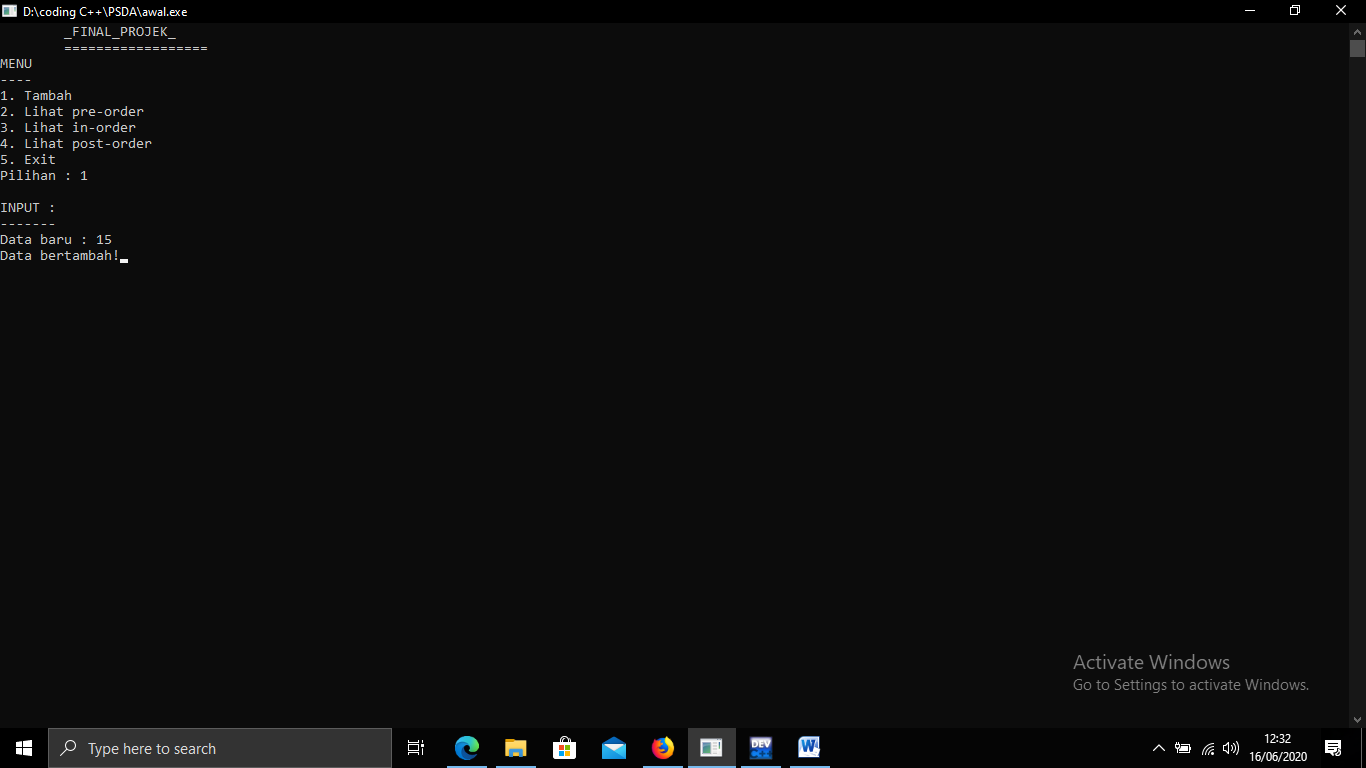 D:\coding C++\PSDA\awal.exe
_FINAL_PROJEK_
==================
MENU
----
1. Tambah
2. Lihat pre-order
3. Lihat in-order
4. Lihat post-order
5. Exit
Pilihan : 1
INPUT :
-------
Data baru : 15
Data bertambah!
Activate Windows
Go to Settings to activate Windows.
Type here to search
DEV
W
12:32
16/06/2020